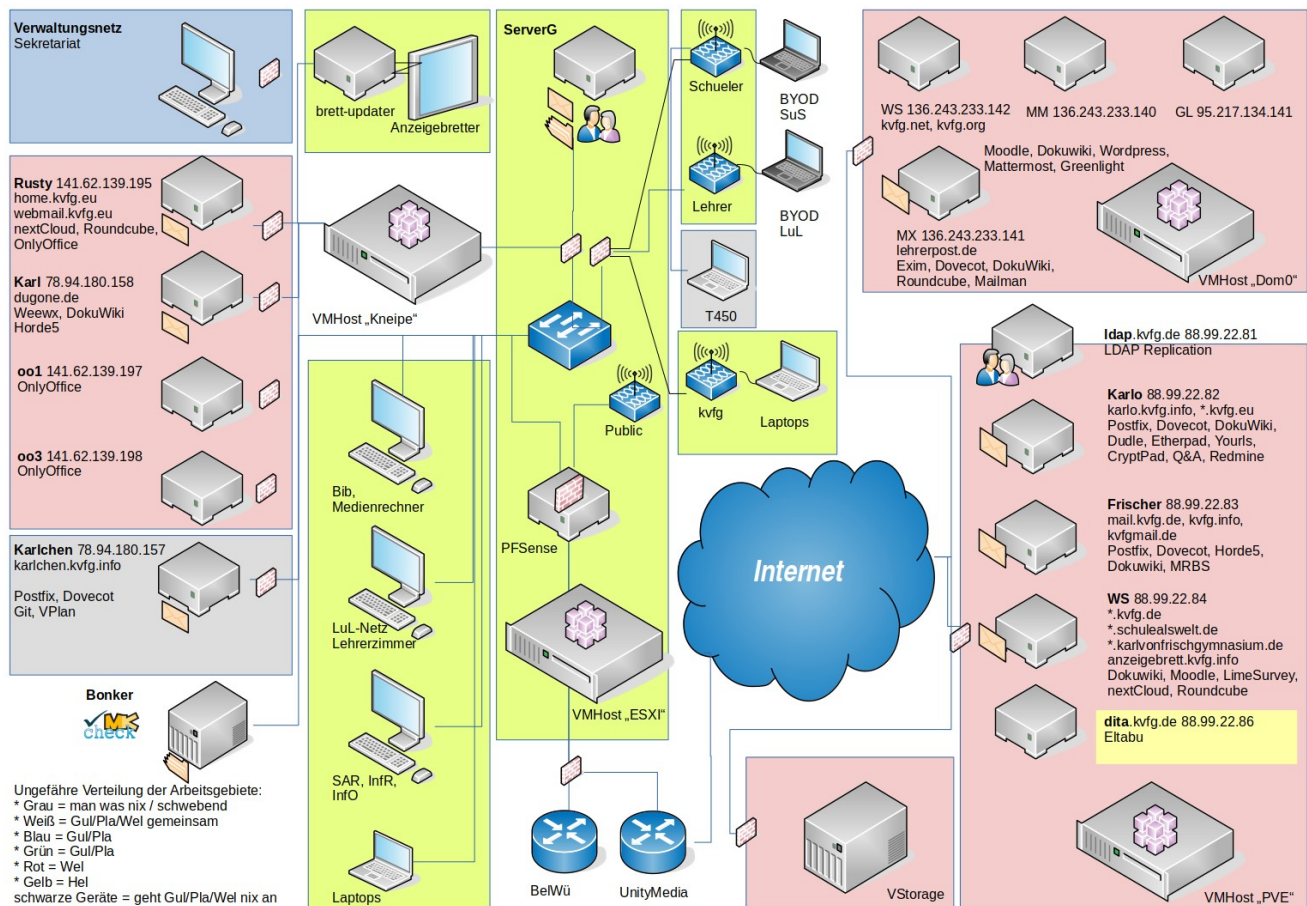 Verwaltungsnetz
Sekretariat
Rusty 141.62.139.195
home.kvfg.eu
webmail.kvfg.eu
nextCloud, Roundcube,
OnlyOffice
Karl 78.94.180.158
dugone.de
Weewx, DokuWiki
Horde5
oo1 141.62.139.197
OnlyOffice
oo3 141.62.139.198
OnlyOffice
Karlchen 78.94.180.157
karlchen.kvfg.info
Postfix, Dovecot
Git, VPlan
Bonker
check MK
Ungefähre Verteilung der Arbeitsgebiete:
* Grau = man was nix / schwebend
* Weiß = Gul/Pla/Wel gemeinsam
* Blau = Gul/Pla
* Grün = Gul/Pla
* Rot = Wel
* Gelb = Hel
schwarze Geräte = geht Gul/Pla/Wel nix an
brett-updater
Anzeigebretter
VMHost „Kneipe“
Bib,
Medienrechner
LuL-Netz
Lehrerzimmer
SAR, InfR,
InfO
Laptops
ServerG
Public
PFSense
VMHost „ESXI“
BelWü
UnityMedia
Schueler
BYOD
SuS
Lehrer
BYOD
LuL
T450
kvfg
Laptops
Internet
VStorage
WS 136.243.233.142
kvfg.net, kvfg.org
MM 136.243.233.140
GL 95.217.134.141
Moodle, Dokuwiki, Wordpress,
Mattermost, Greenlight
MX 136.243.233.141
lehrerpost.de
Exim, Dovecot, DokuWiki,
Roundcube, Mailman
VMHost „Dom0“
ldap.kvfg.de 88.99.22.81
LDAP Replication
Karlo 88.99.22.82
karlo.kvfg.info, *.kvfg.eu
Postfix, Dovecot, DokuWiki,
Dudle, Etherpad, Yourls,
CryptPad, Q&A, Redmine
Frischer 88.99.22.83
mail.kvfg.de, kvfg.info,
kvfgmail.de
Postfix, Dovecot, Horde5,
Dokuwiki, MRBS
WS 88.99.22.84
*.kvfg.de
*.schulealswelt.de
*.karlvonfrischgymnasium.de
anzeigebrett.kvfg.info
Dokuwiki, Moodle, LimeSurvey,
nextCloud, Roundcube
dita.kvfg.de 88.99.22.86
Eltabu
VMHost „PVE“